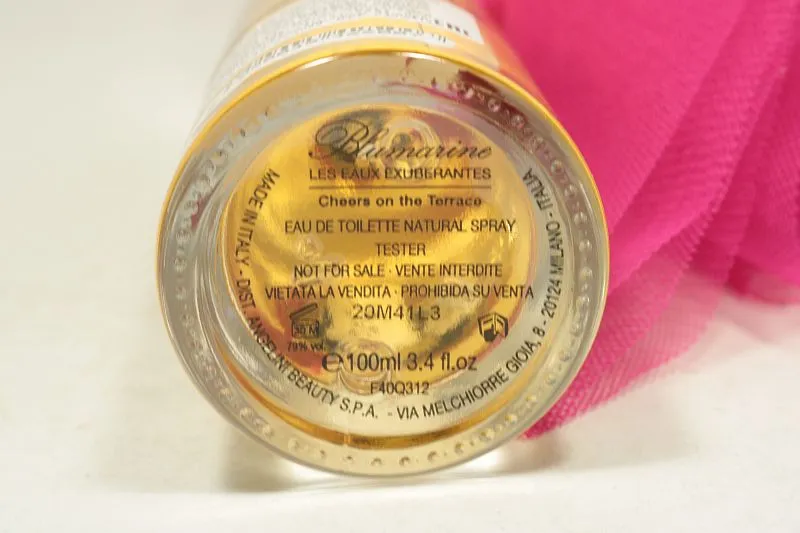 Blumarine
LES EAUX EXUBERANTES
Cheers on the Terrace
EAU DE TOILETTE NATURAL SPRAY
TESTER
NOT FOR SALE · VENTE INTERDITE
VIETATA LA VENDITA · PROHIBIDA SU VENTA
20M41L3
36 M
79% vol.
℮100ml 3.4 fl.oz
F40Q312
MADE IN ITALY - DIST. ANGELINI BEAUTY S.P.A. - VIA MELCHIORRE GIOIA, 8 - 20124 MILANO - ITALIA